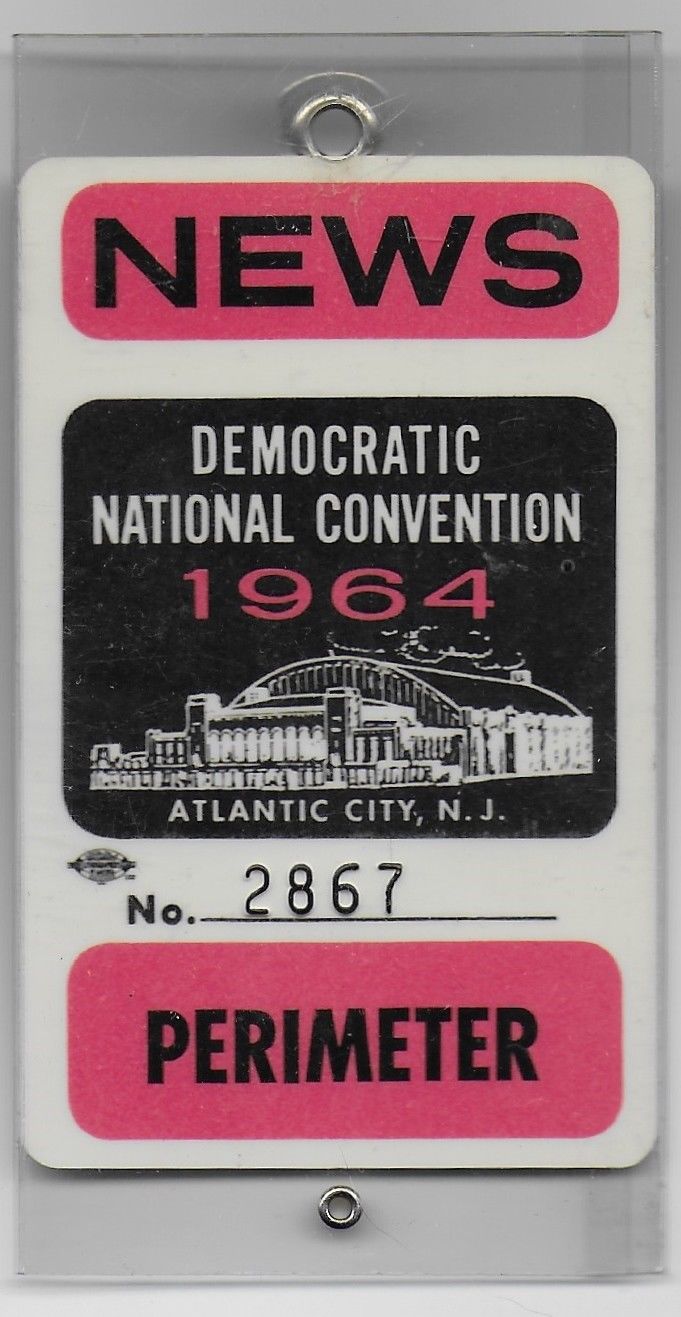 NEWS
DEMOCRATIC
NATIONAL CONVENTION
1964
ATLANTIC CITY, N.J.
No. 2867
PERIMETER